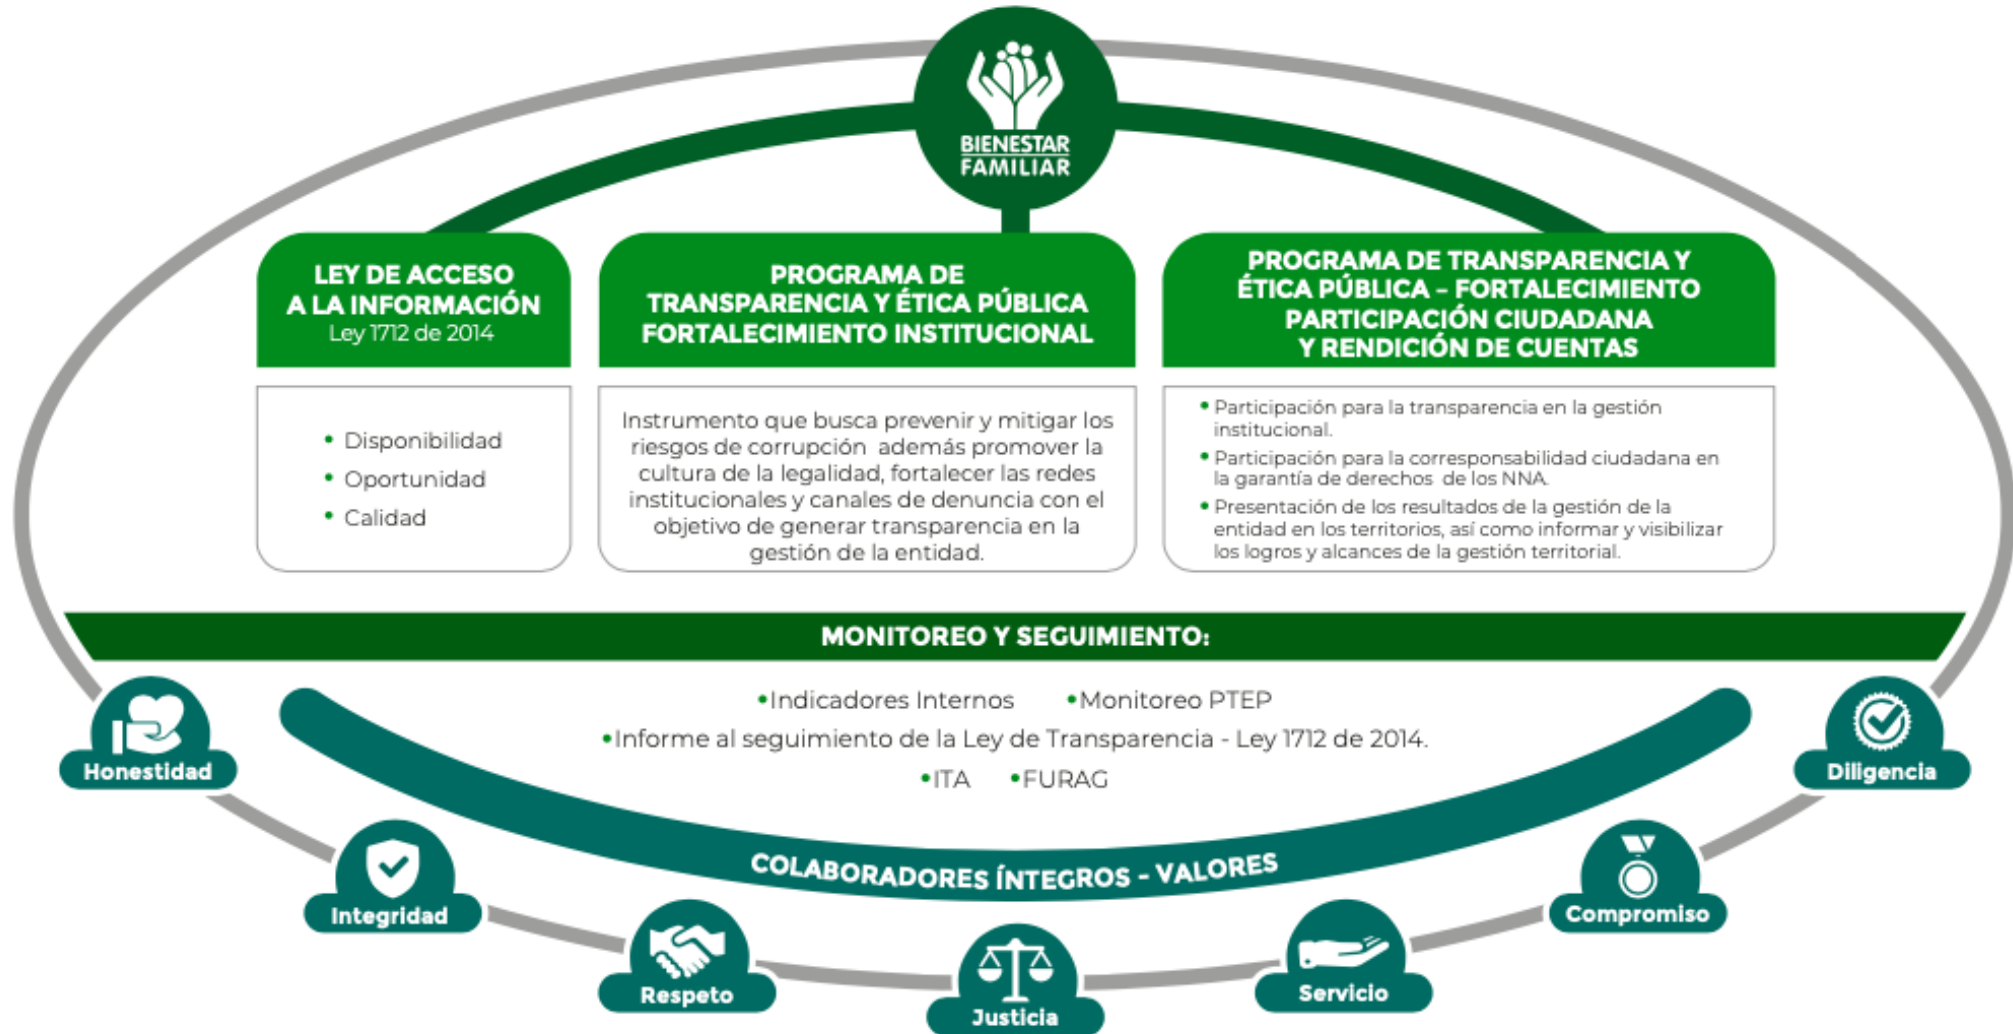 BIENESTAR
FAMILIAR
LEY DE ACCESO
A LA INFORMACIÓN
Ley 1712 de 2014
• Disponibilidad
• Oportunidad
• Calidad
PROGRAMA DE
TRANSPARENCIA Y ÉTICA PÚBLICA
FORTALECIMIENTO INSTITUCIONAL
Instrumento que busca prevenir y mitigar los
riesgos de corrupción además promover la
cultura de la legalidad, fortalecer las redes
institucionales y canales de denuncia con el
objetivo de generar transparencia en la
gestión de la entidad.
PROGRAMA DE TRANSPARENCIA Y
ÉTICA PÚBLICA – FORTALECIMIENTO
PARTICIPACIÓN CIUDADANA
Y RENDICIÓN DE CUENTAS
• Participación para la transparencia en la gestión
institucional.
• Participación para la corresponsabilidad ciudadana en
la garantía de derechos de los NNA.
• Presentación de los resultados de la gestión de la
entidad en los territorios, así como informar y visibilizar
los logros y alcances de la gestión territorial.
MONITOREO Y SEGUIMIENTO:
•Indicadores Internos •Monitoreo PTEP
•Informe al seguimiento de la Ley de Transparencia - Ley 1712 de 2014.
•ITA •FURAG
COLABORADORES ÍNTEGROS - VALORES
Honestidad
Integridad
Respeto
Justicia
Servicio
Compromiso
Diligencia